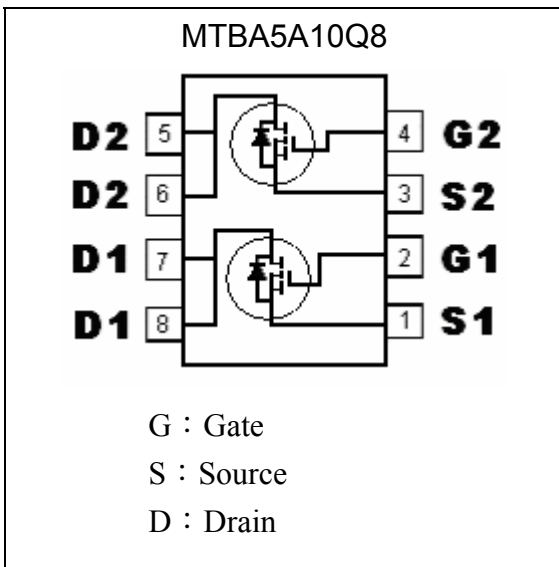 MTBA5A10Q8
D2 5 4 G2
D2 6 3 S2
D1 7 2 G1
D1 8 1 S1
G：Gate
S：Source
D：Drain